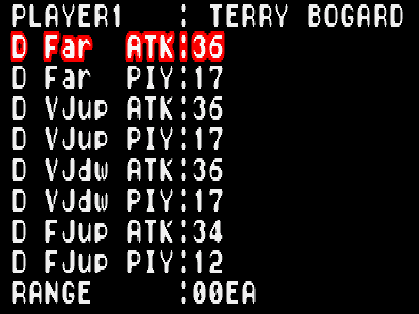 PLAYER1 : TERRY BOGARD
D Far ATK:36
D Far PIY:17
D VJup ATK:36
D VJup PIY:17
D VJdw ATK:36
D VJdw PIY:17
D FJup ATK:34
D FJup PIY:12
RANGE :00EA